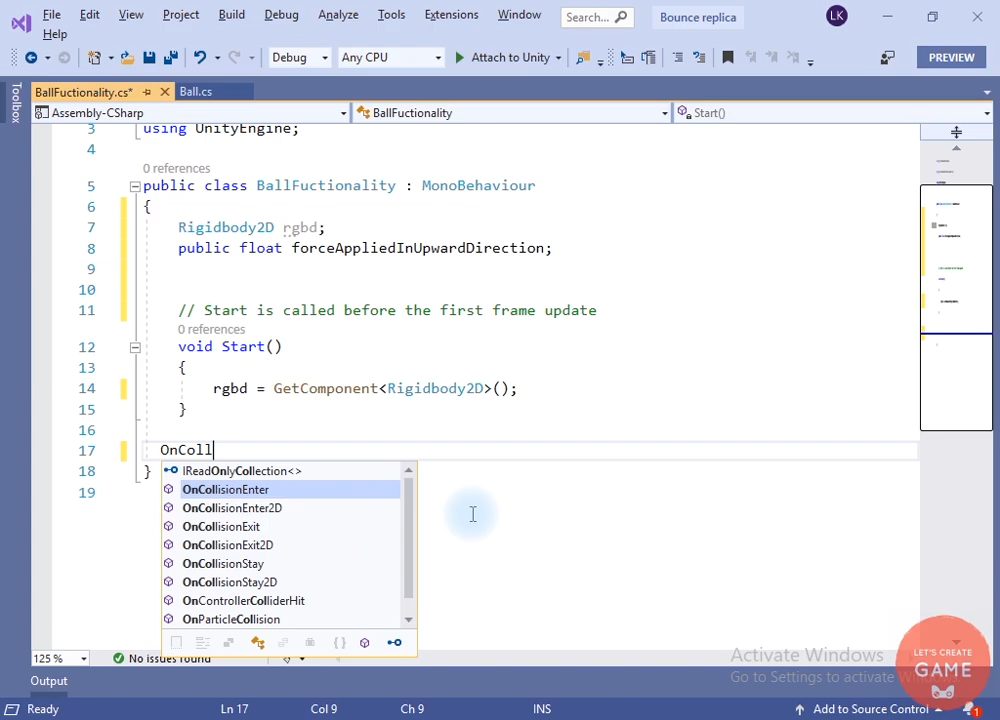 File Edit View Project Build Debug Analyze Tools Extensions Window Search... Bounce replica LK
Help
Debug Any CPU Attach to Unity PREVIEW
Toolbox
BallFuctionality.cs* Ball.cs
Assembly-CSharp BallFuctionality Start()
3 using UnityEngine;
4
0 references
5 public class BallFuctionality : MonoBehaviour
6 {
7 Rigidbody2D rgbd;
8 public float forceAppliedInUpwardDirection;
9
10
11 // Start is called before the first frame update
0 references
12 void Start()
13 {
14 rgbd = GetComponent<Rigidbody2D>();
15 }
16
17 OnColl
18 }
19
IReadOnlyCollection<>
OnCollisionEnter
OnCollisionEnter2D
OnCollisionExit
OnCollisionExit2D
OnCollisionStay
OnCollisionStay2D
OnControllerColliderHit
OnParticleCollision
125 % No issues found
Activate Windows
Go to Settings to activate
LET'S CREATE
GAME
Output
Ready Ln 17 Col 9 Ch 9 INS Add to Source Control 1